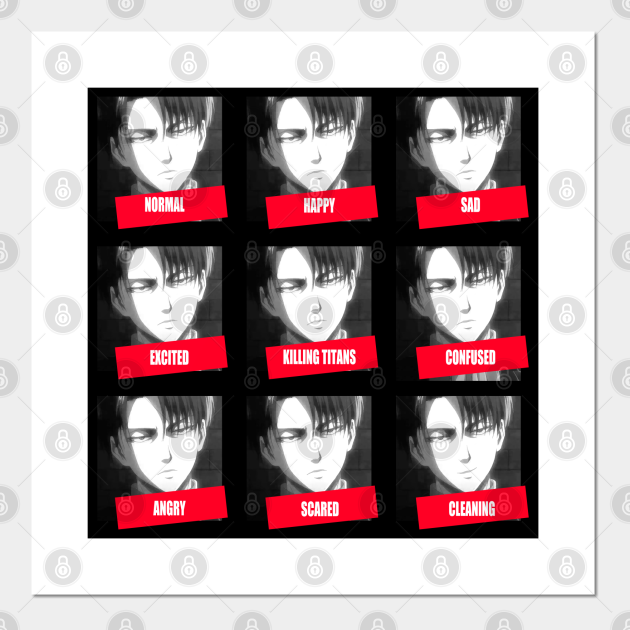 NORMAL
HAPPY
SAD
EXCITED
KILLING TITANS
CONFUSED
ANGRY
SCARED
CLEANING